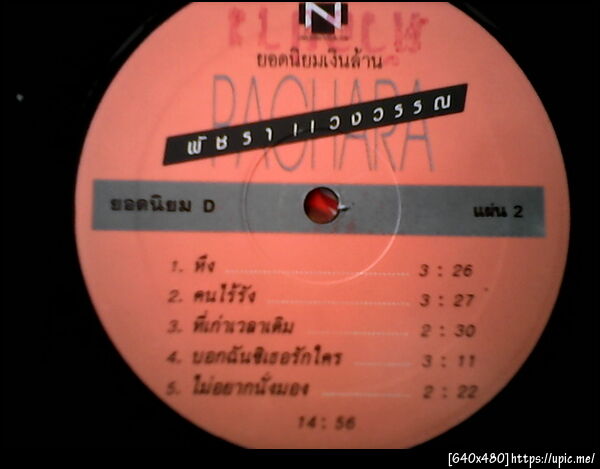 N
ยอดนิยมเงินล้าน
PACHARA
พัชรา แวงวรรณ
ยอดนิยม D
แผ่น 2
1. หึง 3 : 26
2. คนไร้รัง 3 : 27
3. ที่เก่าเวลาเดิม 2 : 30
4. บอกฉันซิเธอรักใคร 3 : 11
5. ไม่อยากนั่งมอง 2 : 22
14 : 56
[640x480]https://upic.me/